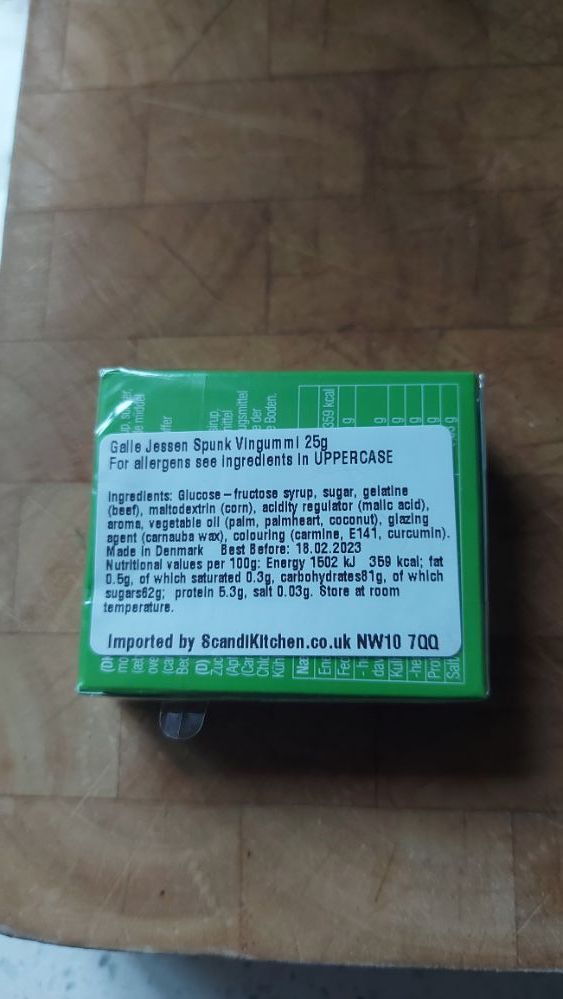 Galle Jessen Spunk Vingummi 25g
For allergens see ingredients in UPPERCASE
Ingredients: Glucose-fructose syrup, sugar, gelatine
(beef), maltodextrin (corn), acidity regulator (malic acid),
aroma, vegetable oil (palm, palmheart, coconut), glazing
agent (carnauba wax), colouring (carmine, E141, curcumin).
Made in Denmark Best Before: 18.02.2023
Nutritional values per 100g: Energy 1502 kJ 359 kcal; fat
0.5g, of which saturated 0.3g, carbohydrates81g, of which
sugars62g; protein 5.3g, salt 0.03g. Store at room
temperature.
Imported by ScandiKitchen.co.uk NW10 7QQ
359 kcal
der
Boden.
(D)
Salt